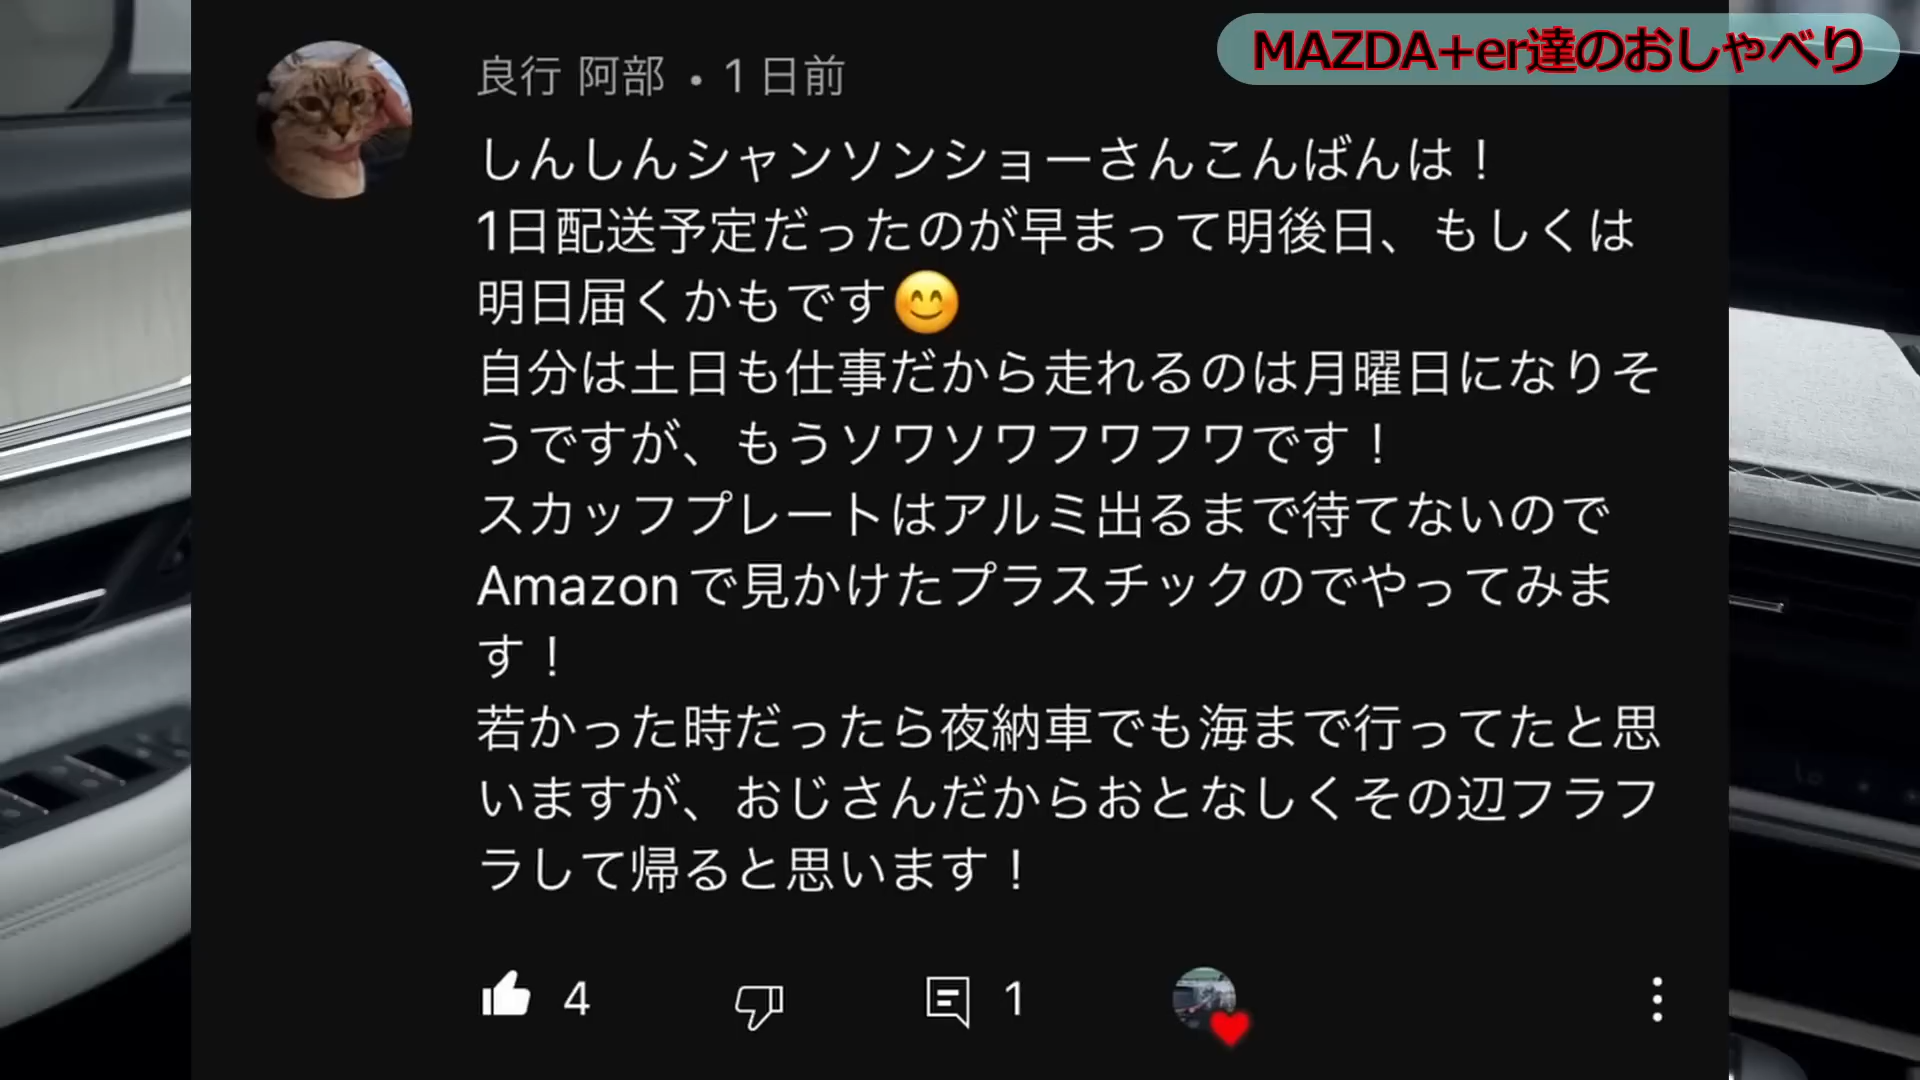 MAZDA+er達のおしゃべり
良行 阿部 • 1 日前
しんしんシャンソンショーさんこんばんは！
1日配送予定だったのが早まって明後日、もしくは
明日届くかもです😊
自分は土日も仕事だから走れるのは月曜日になりそ
うですが、もうソワソワフワフワです！
スカッフプレートはアルミ出るまで待てないので
Amazonで見かけたプラスチックのでやってみま
す！
若かった時だったら夜納車でも海まで行ってたと思
いますが、おじさんだからおとなしくその辺フラフ
ラして帰ると思います！
4 1